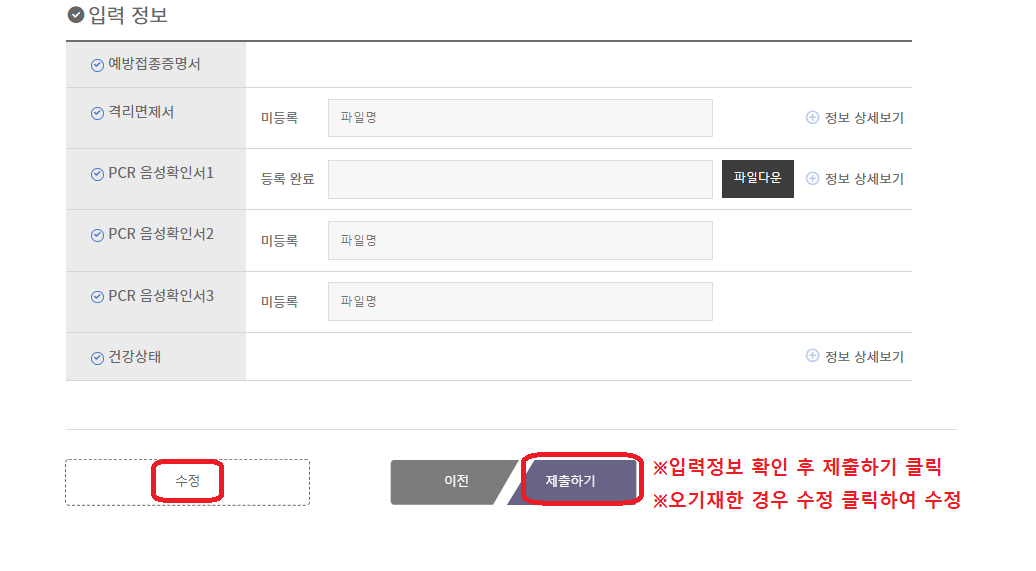 입력 정보
예방접종증명서
격리면제서 미등록 파일명 정보 상세보기
PCR 음성확인서1 등록 완료 파일다운 정보 상세보기
PCR 음성확인서2 미등록 파일명
PCR 음성확인서3 미등록 파일명
건강상태 정보 상세보기
수정 이전 제출하기 ※입력정보 확인 후 제출하기 클릭
※오기재한 경우 수정 클릭하여 수정